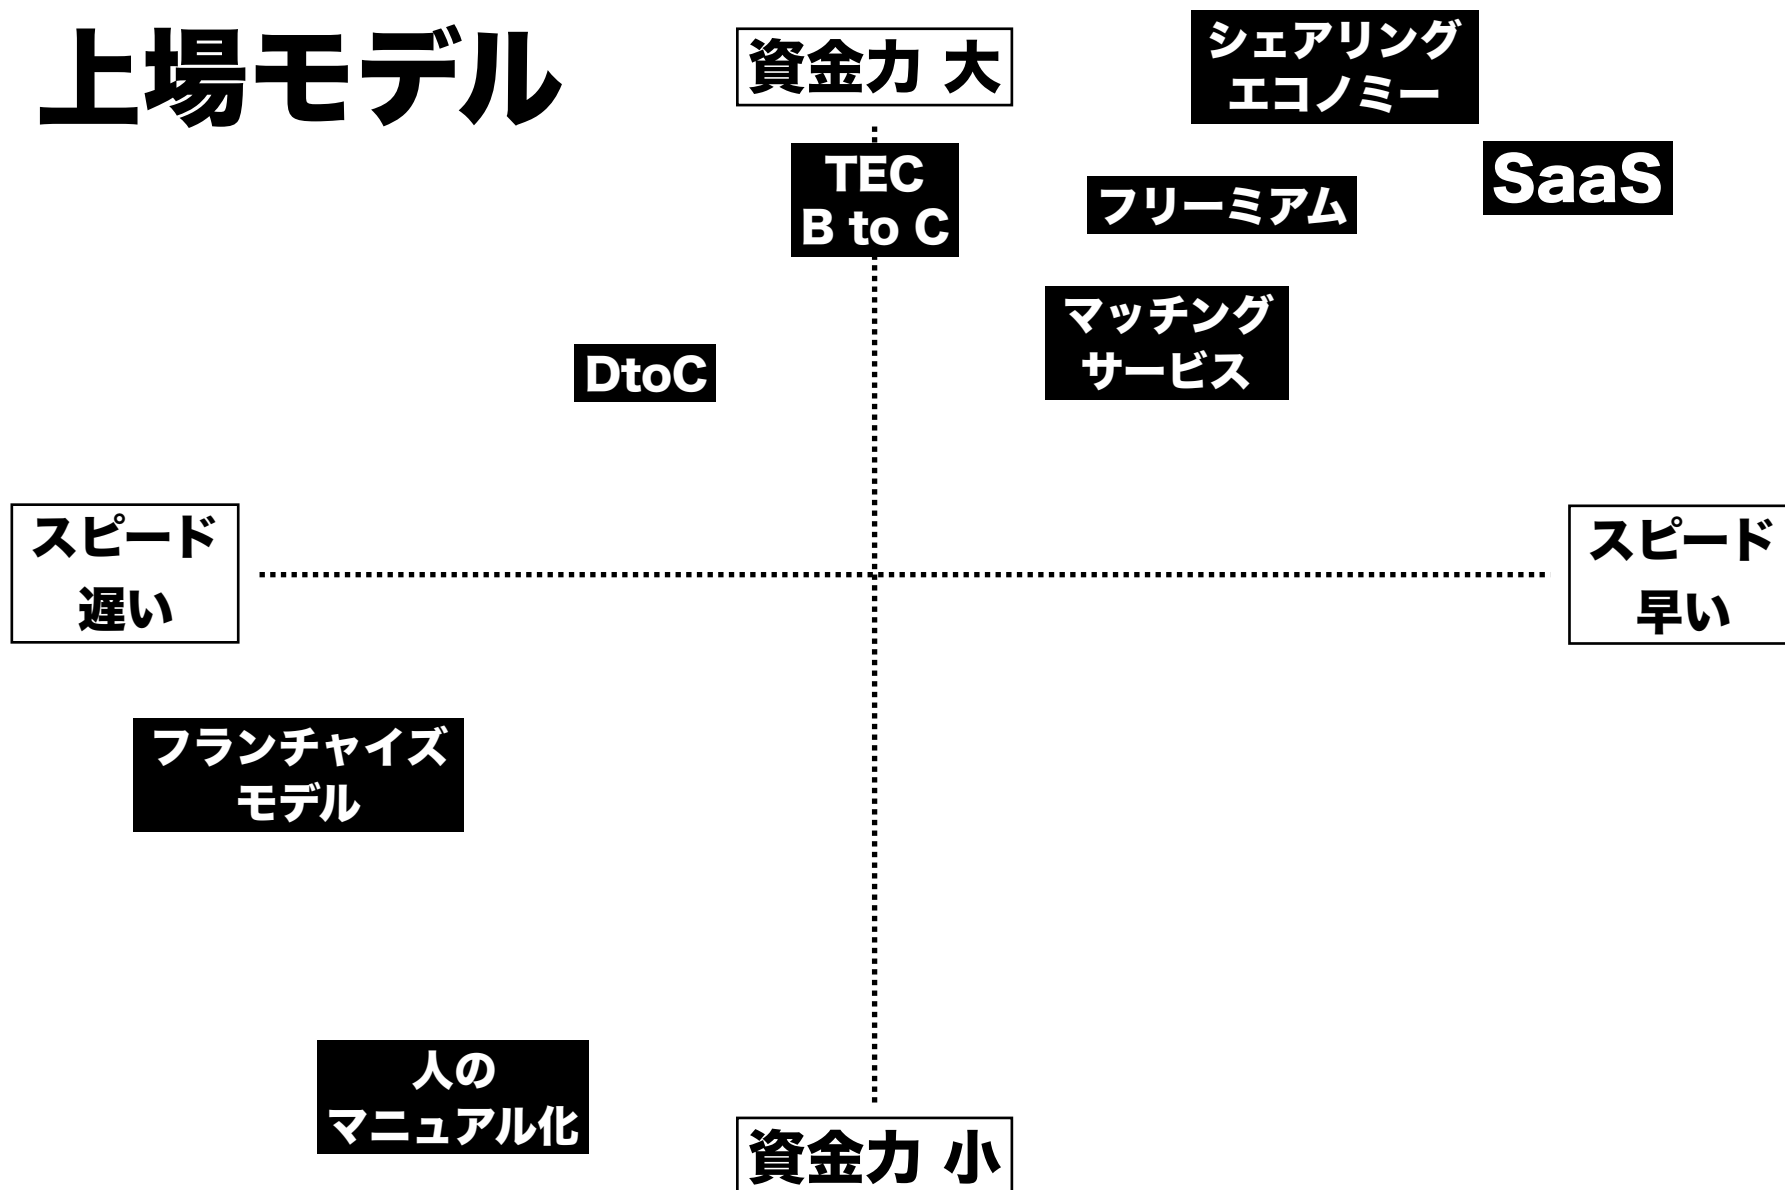 上場モデル
資金力 大
シェアリング
エコノミー
TEC
B to C
フリーミアム
SaaS
マッチング
サービス
DtoC
スピード
遅い
スピード
早い
フランチャイズ
モデル
人の
マニュアル化
資金力 小